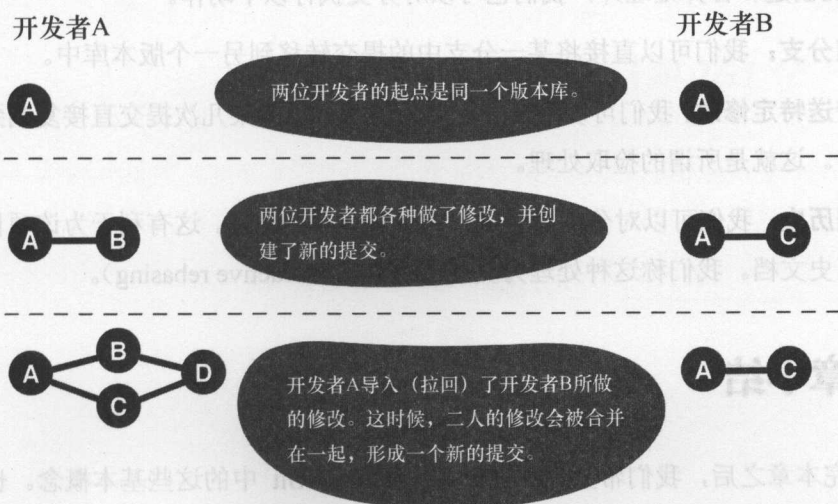 开发者A
开发者B
A
两位开发者的起点是同一个版本库。
A
A B
两位开发者都各种做了修改，并创
建了新的提交。
A C
A B C D
开发者A导入（拉回）了开发者B所做
的修改。这时候，二人的修改会被合并
在一起，形成一个新的提交。
A C